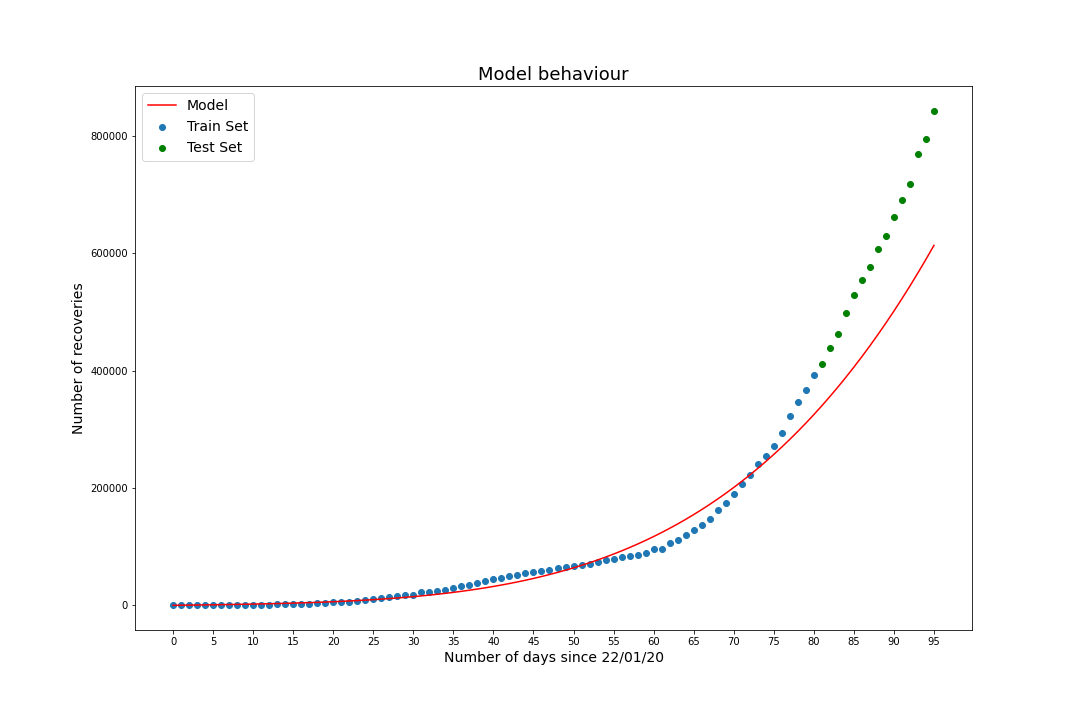 Model behaviour
Model
Train Set
Test Set
800000
600000
400000
200000
0
Number of recoveries
0 5 10 15 20 25 30 35 40 45 50 55 60 65 70 75 80 85 90 95
Number of days since 22/01/20